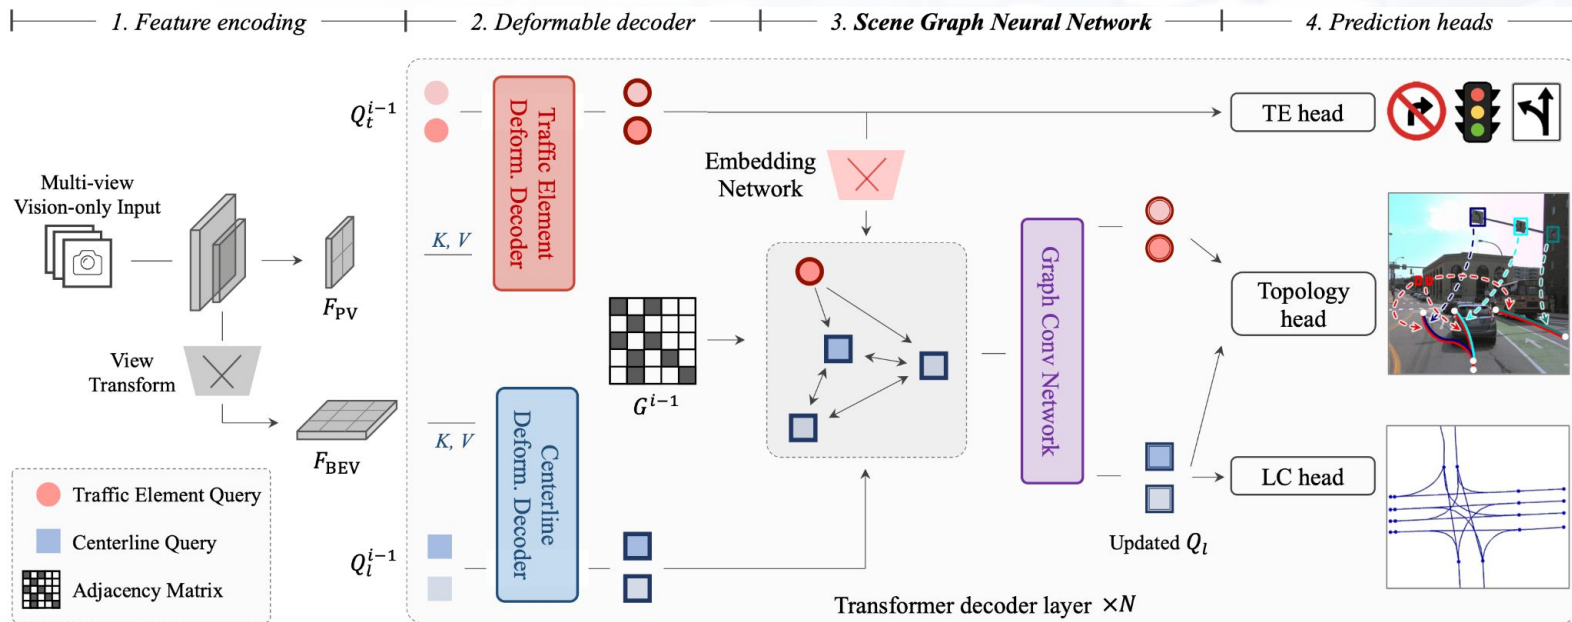 1. Feature encoding
2. Deformable decoder
3. Scene Graph Neural Network
4. Prediction heads
Multi-view
Vision-only Input
F_PV
View
Transform
F_BEV
Traffic Element Query
Centerline Query
Adjacency Matrix
Q_t^{i-1}
Traffic Element
Deform. Decoder
K, V
K, V
Centerline
Deform. Decoder
Q_l^{i-1}
G^{i-1}
Embedding
Network
Graph Conv Network
Updated Q_l
TE head
Topology
head
LC head
Transformer decoder layer ×N